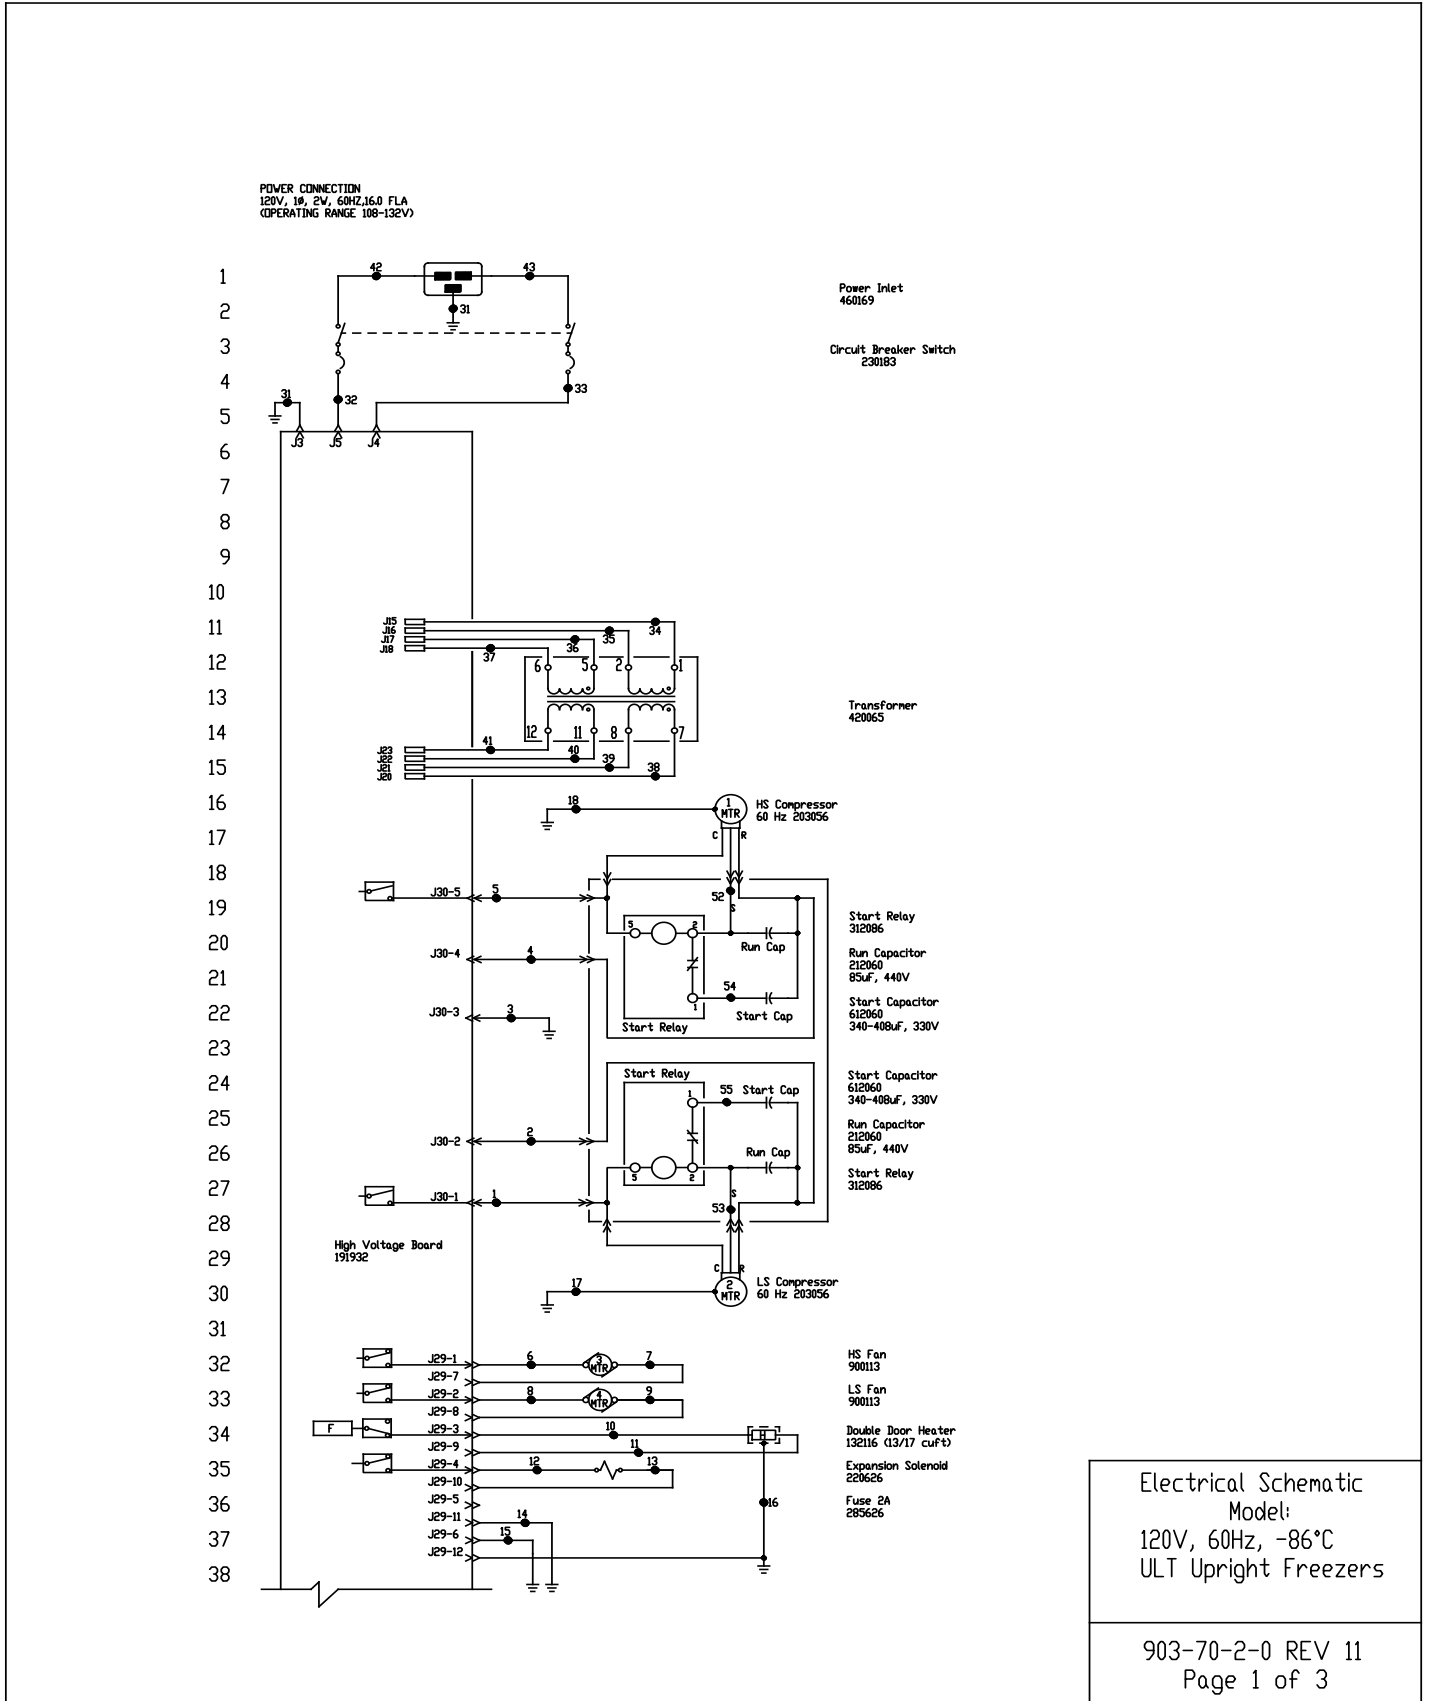 POWER CONNECTION
120V, 1ø, 2W, 60HZ,16.0 FLA
(OPERATING RANGE 108-132V)
1
42
43
Power Inlet
460169
2
31
3
Circuit Breaker Switch
230183
4
31
32
33
5
J3
J5
J4
6
7
8
9
10
11
J15
J16
J17
J18
34
35
36
37
12
6
5
2
1
13
Transformer
420065
14
12
11
8
7
15
J23
J22
J21
J20
41
40
39
38
16
18
1
MTR
HS Compressor
60 Hz 203056
17
C
R
18
J30-5
5
52
S
19
Start Relay
312086
20
5
2
Run Cap
J30-4
4
Run Capacitor
212060
85uF, 440V
21
54
22
J30-3
3
1
Start Cap
Start Relay
Start Capacitor
612060
340-408uF, 330V
23
24
Start Relay
1
55
Start Cap
Start Capacitor
612060
340-408uF, 330V
25
J30-2
2
Run Capacitor
212060
85uF, 440V
26
Run Cap
5
2
27
J30-1
1
S
53
Start Relay
312086
28
29
High Voltage Board
191932
C
R
30
17
2
MTR
LS Compressor
60 Hz 203056
31
32
J29-1
6
3
MTR
7
HS Fan
900113
J29-7
33
J29-2
8
4
MTR
9
LS Fan
900113
J29-8
34
F
J29-3
10
H
Double Door Heater
132116 (13/17 cuft)
J29-9
11
35
J29-4
12
13
Expansion Solenoid
220626
J29-10
36
J29-5
16
Fuse 2A
285626
J29-11
14
37
J29-6
15
J29-12
38
Electrical Schematic
Model:
120V, 60Hz, -86°C
ULT Upright Freezers
903-70-2-0 REV 11
Page 1 of 3